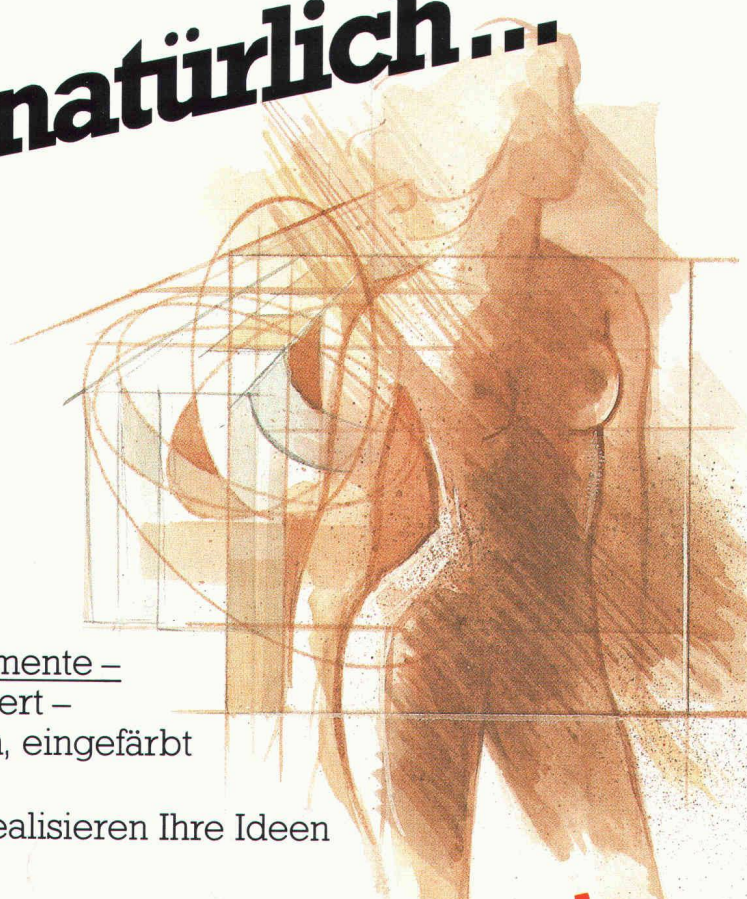 natürlich...
mente –
ert –
, eingefärbt
ealisieren Ihre Ideen